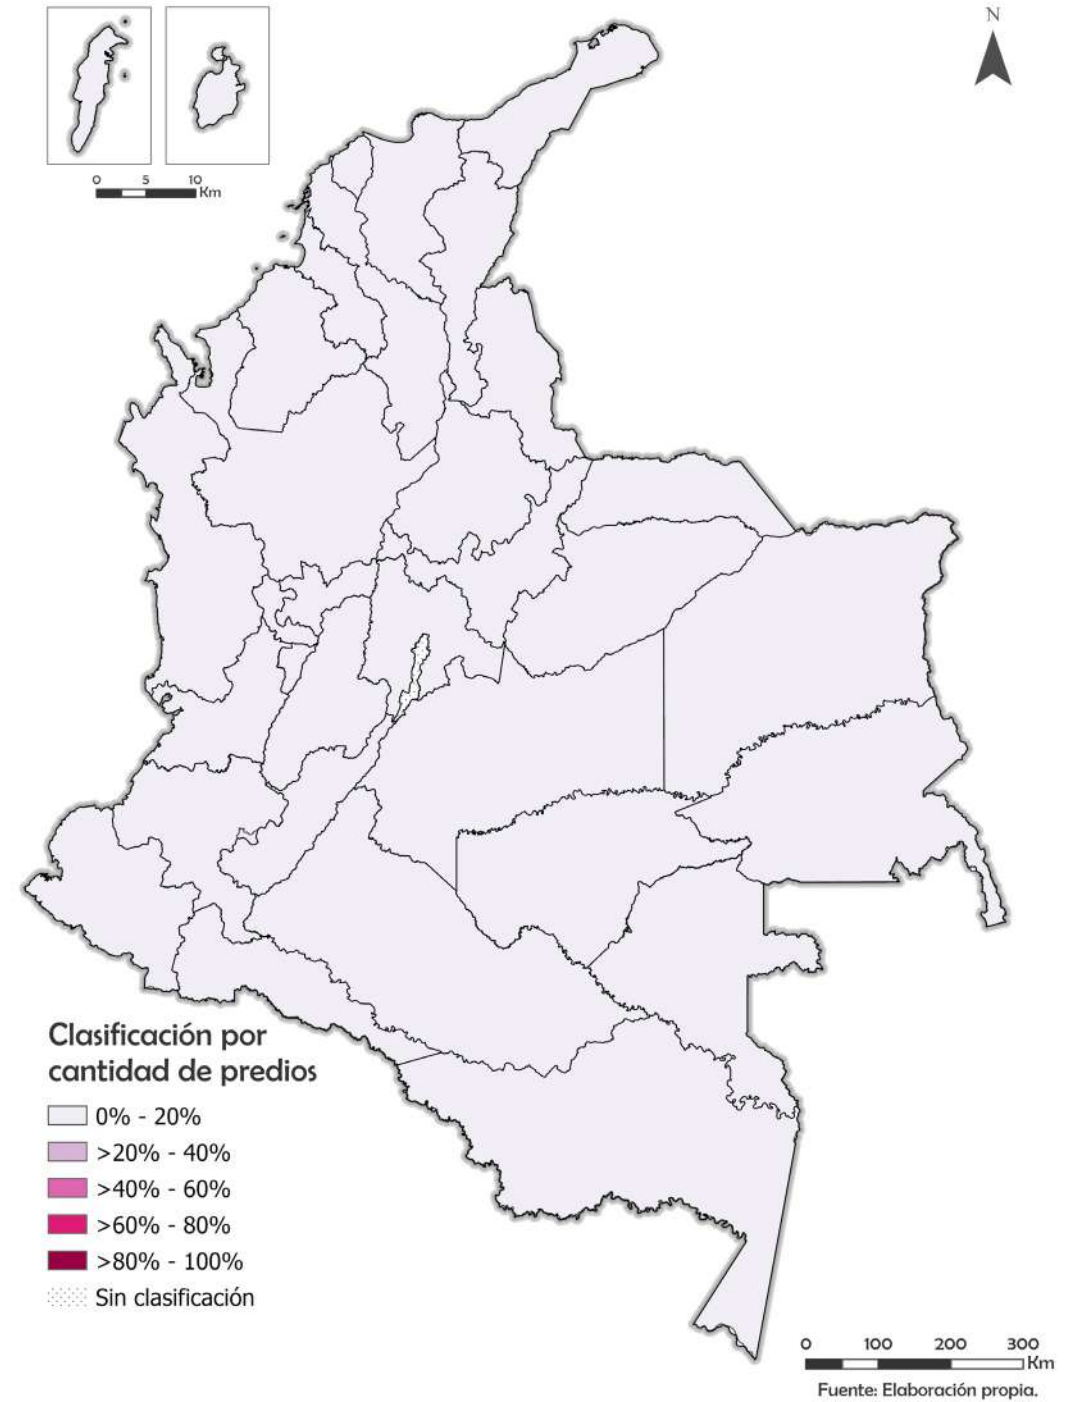 N
0 5 10
Km
Clasificación por
cantidad de predios
0% - 20%
>20% - 40%
>40% - 60%
>60% - 80%
>80% - 100%
Sin clasificación
0 100 200 300
Km
Fuente: Elaboración propia.